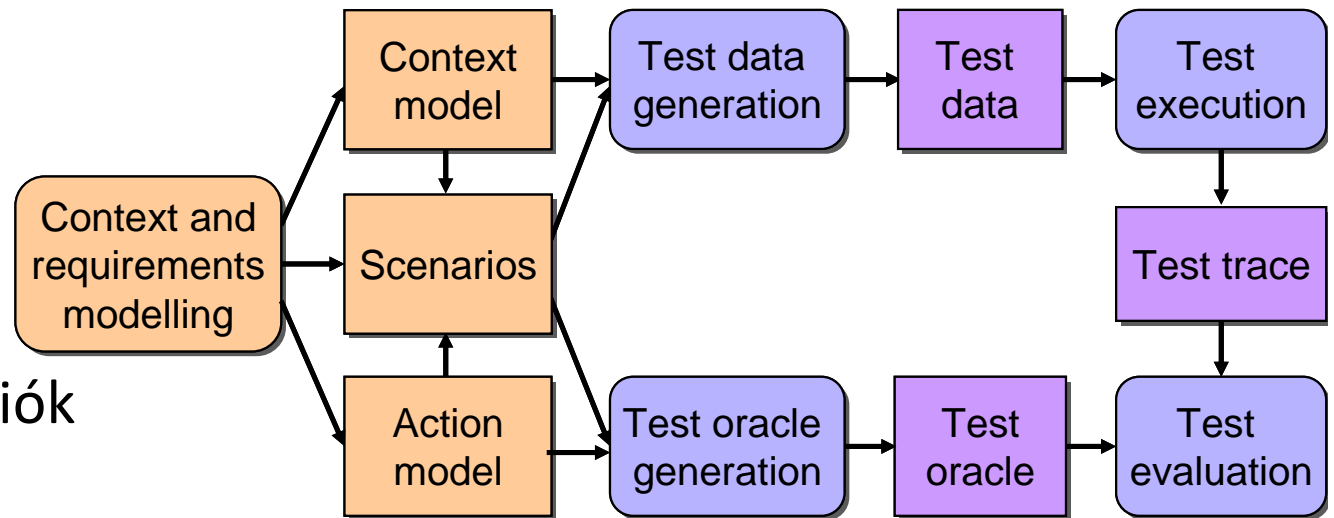 Context
model
Test data
generation
Test
data
Test
execution
Context and
requirements
modelling
Scenarios
Test trace
iók
Action
model
Test oracle
generation
Test
oracle
Test
evaluation